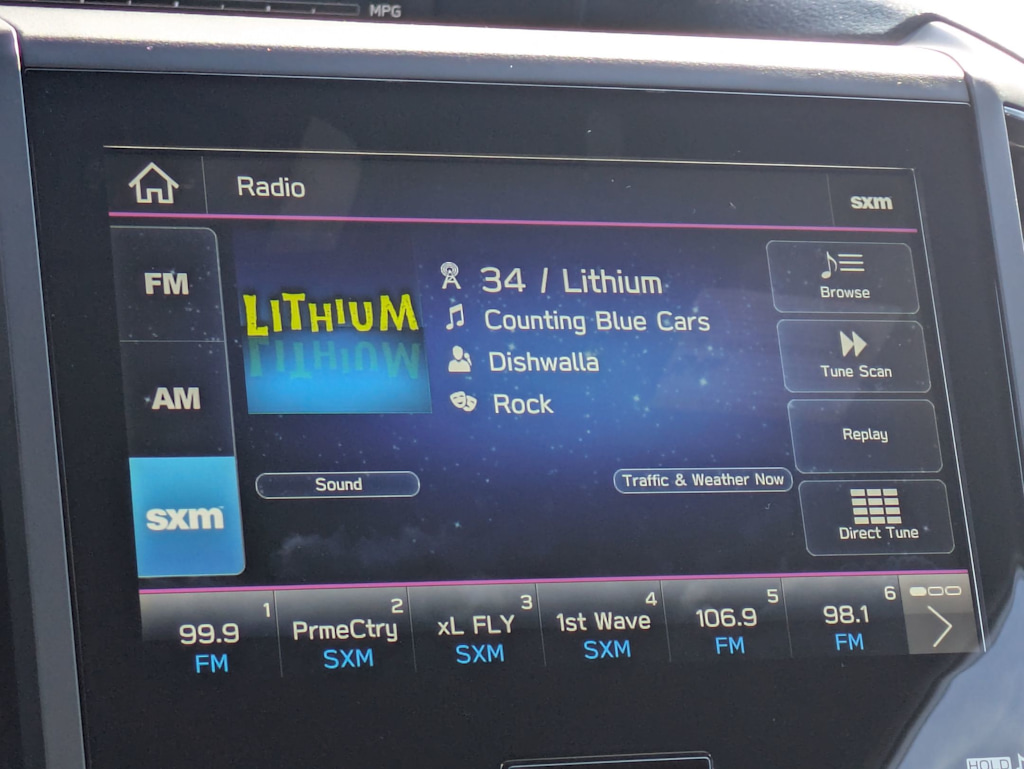 MPG
Radio
sxm
FM
AM
sxm
LITHIUM
34 / Lithium
Counting Blue Cars
Dishwalla
Rock
Sound
Traffic & Weather Now
Browse
Tune Scan
Replay
Direct Tune
1
99.9
FM
2
PrmeCtry
SXM
3
xL FLY
SXM
4
1st Wave
SXM
5
106.9
FM
6
98.1
FM
HOLD